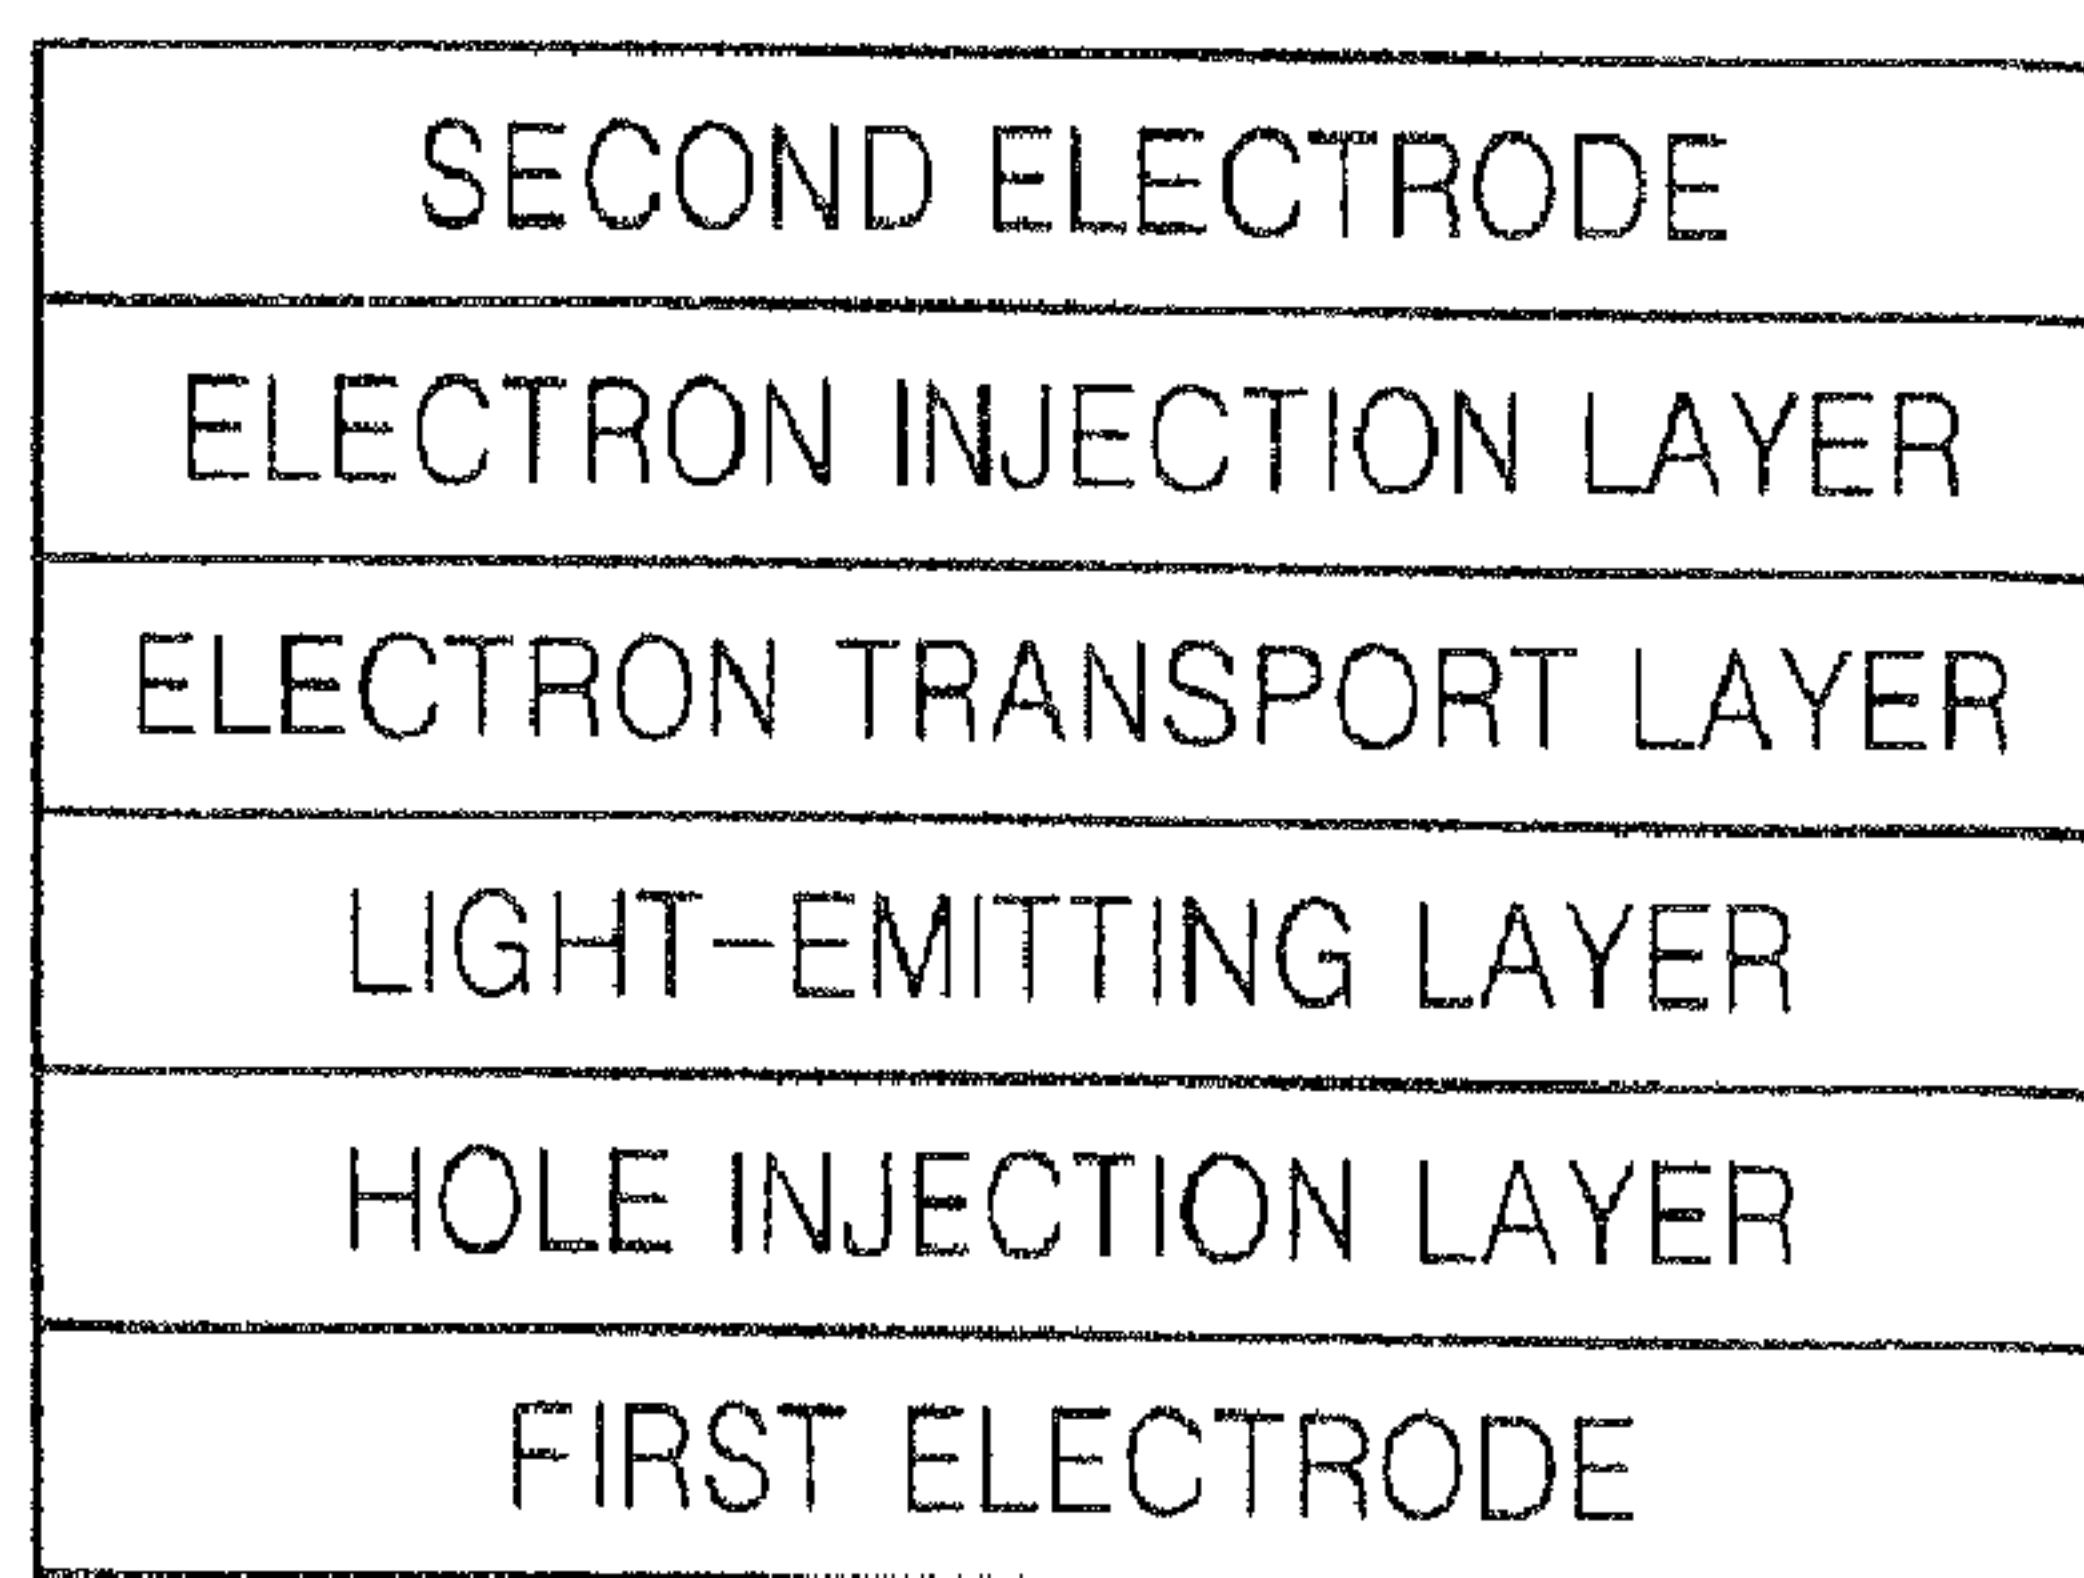 SECOND ELECTRODE
ELECTRON INJECTION LAYER
ELECTRON TRANSPORT LAYER
LIGHT-EMITTING LAYER
HOLE INJECTION LAYER
FIRST ELECTRODE